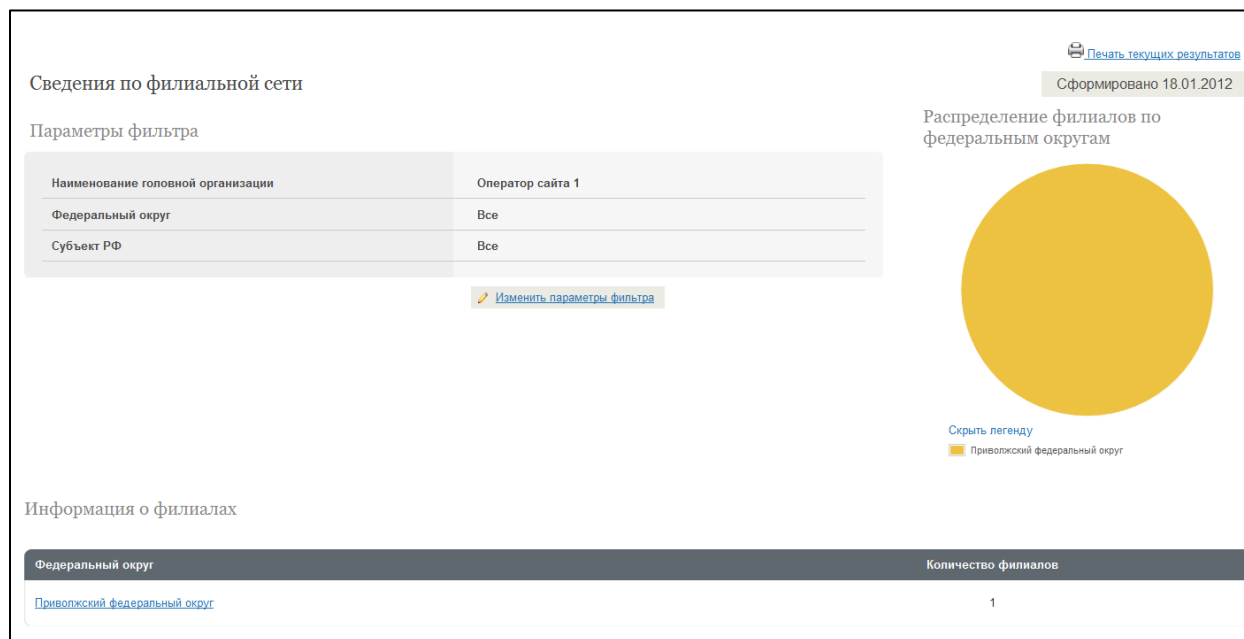 Печать текущих результатов
Сведения по филиальной сети
Сформировано 18.01.2012
Параметры фильтра
Распределение филиалов по
федеральным округам
Наименование головной организации Оператор сайта 1
Федеральный округ Все
Субъект РФ Все
Изменить параметры фильтра
Скрыть легенду
Приволжский федеральный округ
Информация о филиалах
Федеральный округ Количество филиалов
Приволжский федеральный округ 1